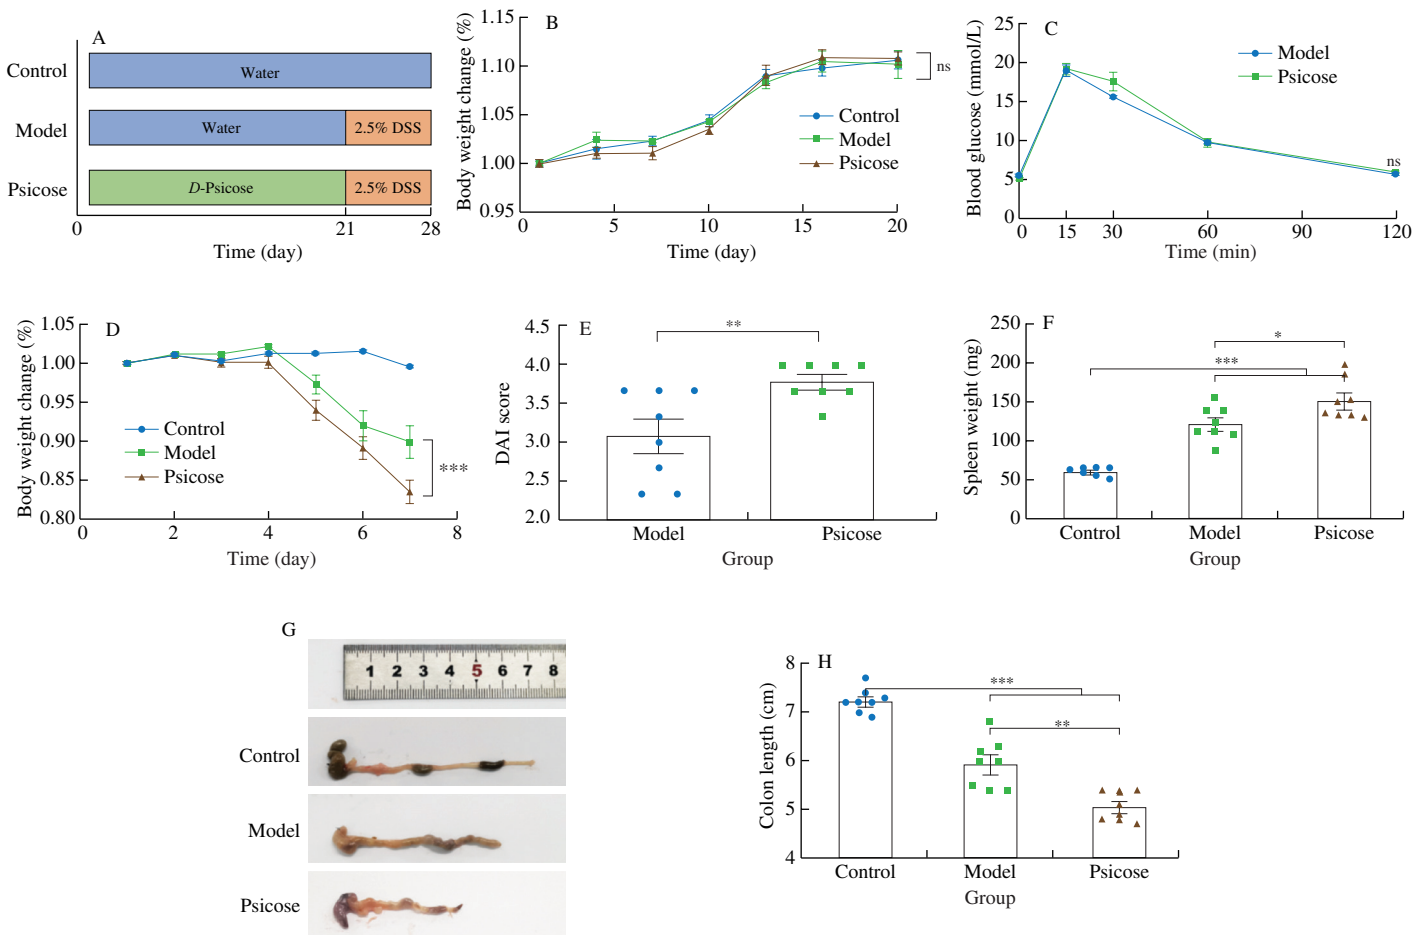 A
Control
Water
Model
Water
2.5% DSS
Psicose
D-Psicose
2.5% DSS
0
21
28
Time (day)
B
Body weight change (%)
1.15
1.10
1.05
1.00
0.95
0
5
10
15
20
Time (day)
Control
Model
Psicose
ns
C
Blood glucose (mmol/L)
25
20
15
10
5
0
0
15
30
60
90
120
Time (min)
Model
Psicose
ns
D
Body weight change (%)
1.05
1.00
0.95
0.90
0.85
0.80
0
2
4
6
8
Time (day)
Control
Model
Psicose
***
E
DAI score
4.5
4.0
3.5
3.0
2.5
2.0
**
Model
Psicose
Group
F
Spleen weight (mg)
250
200
150
100
50
0
*
***
Control
Model
Psicose
Group
G
1 2 3 4 5 6 7 8
Control
Model
Psicose
H
Colon length (cm)
8
7
6
5
4
***
**
Control
Model
Psicose
Group